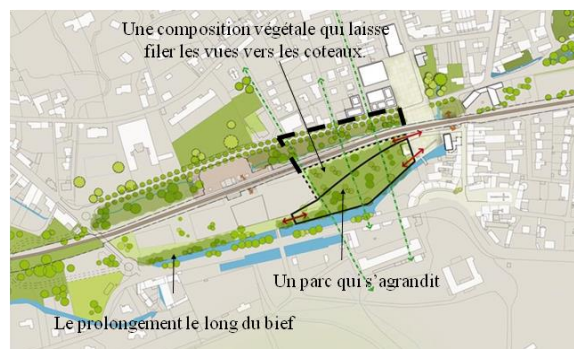 Une composition végétale qui laisse
filer les vues vers les coteaux.
Un parc qui s'agrandit
Le prolongement le long du bief